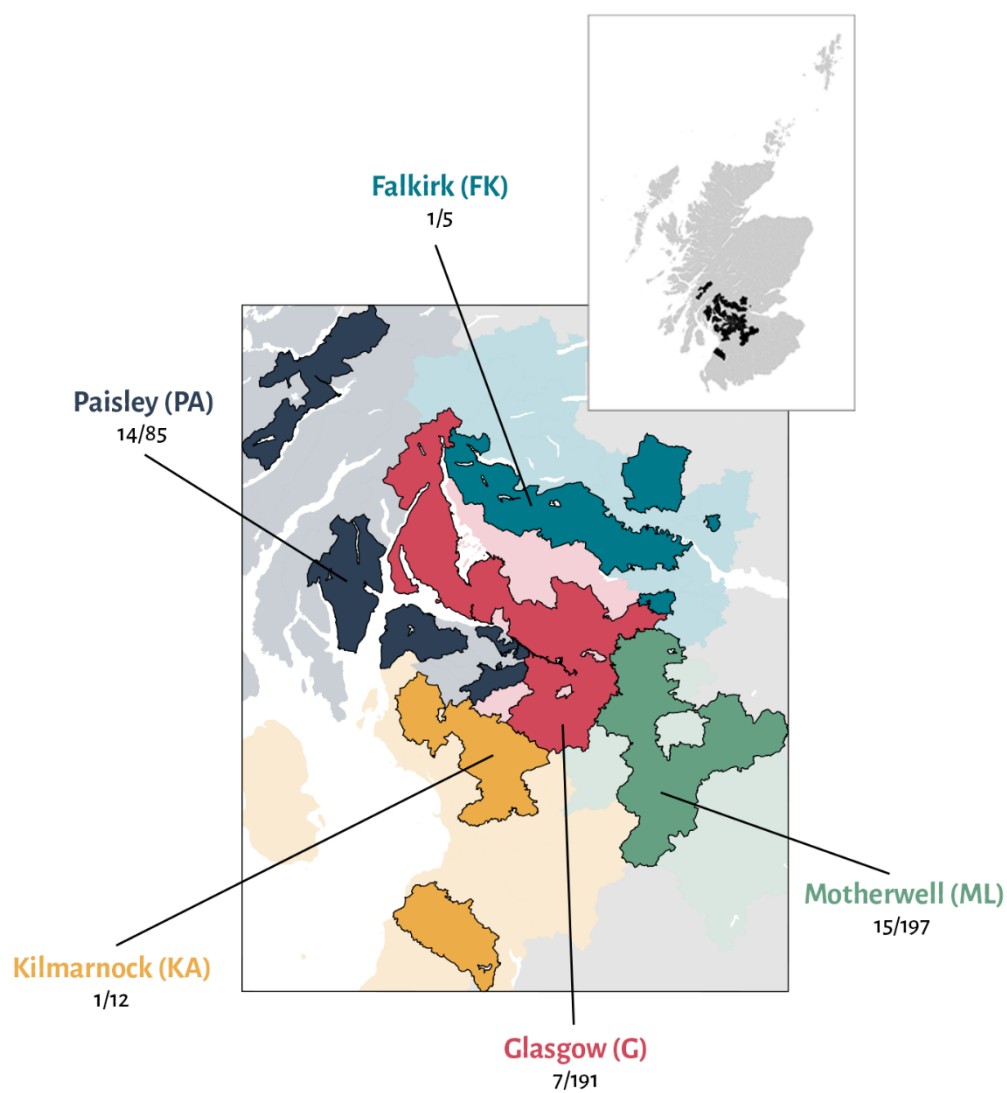 Falkirk (FK)
1/5
Paisley (PA)
14/85
Motherwell (ML)
15/197
Kilmarnock (KA)
1/12
Glasgow (G)
7/191